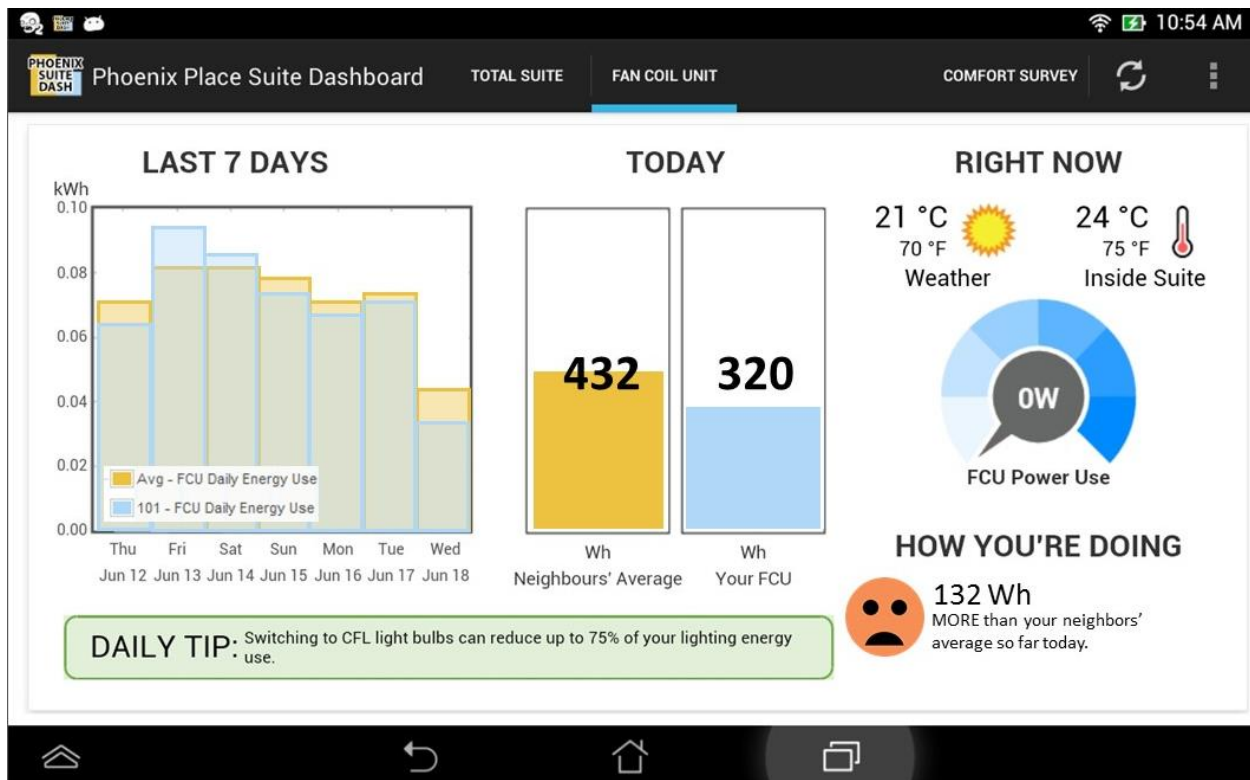 10:54 AM
PHOENIX
SUITE
DASH
Phoenix Place Suite Dashboard
TOTAL SUITE
FAN COIL UNIT
COMFORT SURVEY
LAST 7 DAYS
kWh
0.10
0.08
0.06
0.04
0.02
0.00
Avg - FCU Daily Energy Use
101 - FCU Daily Energy Use
Thu Fri Sat Sun Mon Tue Wed
Jun 12 Jun 13 Jun 14 Jun 15 Jun 16 Jun 17 Jun 18
TODAY
432 320
Wh Wh
Neighbours' Average Your FCU
RIGHT NOW
21 °C 24 °C
70 °F 75 °F
Weather Inside Suite
0W
FCU Power Use
HOW YOU'RE DOING
132 Wh
MORE than your neighbors'
average so far today.
DAILY TIP: Switching to CFL light bulbs can reduce up to 75% of your lighting energy
use.